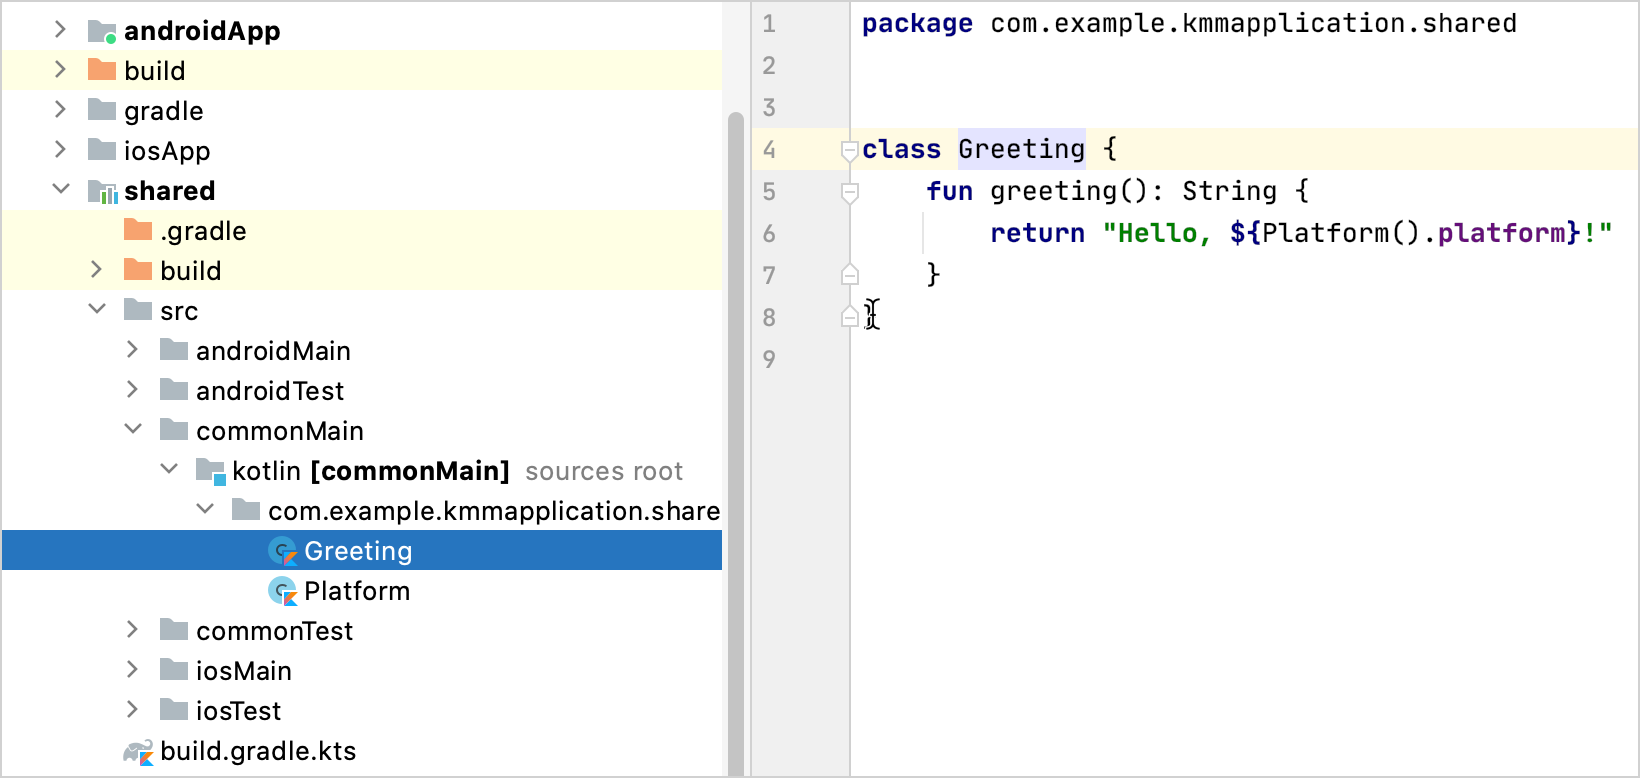 androidApp
build
gradle
iosApp
shared
.gradle
build
src
androidMain
androidTest
commonMain
kotlin [commonMain] sources root
com.example.kmmapplication.share
Greeting
Platform
commonTest
iosMain
iosTest
build.gradle.kts
1 package com.example.kmmapplication.shared
2
3
4 class Greeting {
5 fun greeting(): String {
6 return "Hello, ${Platform().platform}!"
7 }
8 }
9